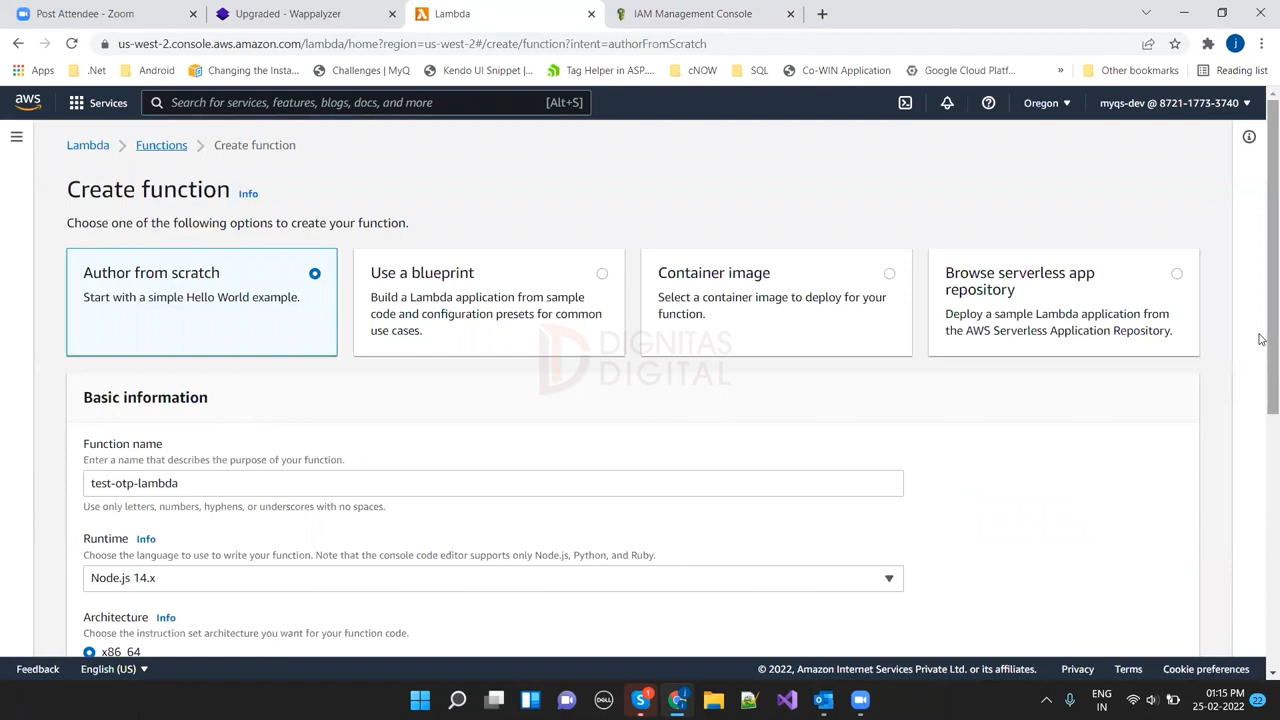 Post Attendee - Zoom
Upgraded - Wappalyzer
Lambda
IAM Management Console
us-west-2.console.aws.amazon.com/lambda/home?region=us-west-2#/create/function?intent=authorFromScratch
Apps
.Net
Android
Changing the Insta...
Challenges | MyQ
Kendo UI Snippet|...
Tag Helper in ASP....
cNOW
SQL
Co-WIN Application
Google Cloud Platf...
»
Other bookmarks
Reading list
aws
Services
Search for services, features, blogs, docs, and more
[Alt+S]
Oregon
myqs-dev @ 8721-1773-3740
Lambda
Functions
Create function
Create function
Info
Choose one of the following options to create your function.
Author from scratch
Start with a simple Hello World example.
Use a blueprint
Build a Lambda application from sample
code and configuration presets for common
use cases.
Container image
Select a container image to deploy for your
function.
Browse serverless app
repository
Deploy a sample Lambda application from
the AWS Serverless Application Repository.
DIGNITAS
DIGITAL
Basic information
Function name
Enter a name that describes the purpose of your function.
test-otp-lambda
Use only letters, numbers, hyphens, or underscores with no spaces.
Runtime
Info
Choose the language to use to write your function. Note that the console code editor supports only Node.js, Python, and Ruby.
Node.js 14.x
Architecture
Info
Choose the instruction set architecture you want for your function code.
x86_64
Feedback
English (US)
© 2022, Amazon Internet Services Private Ltd. or its affiliates.
Privacy
Terms
Cookie preferences
ENG
IN
01:15 PM
25-02-2022
22